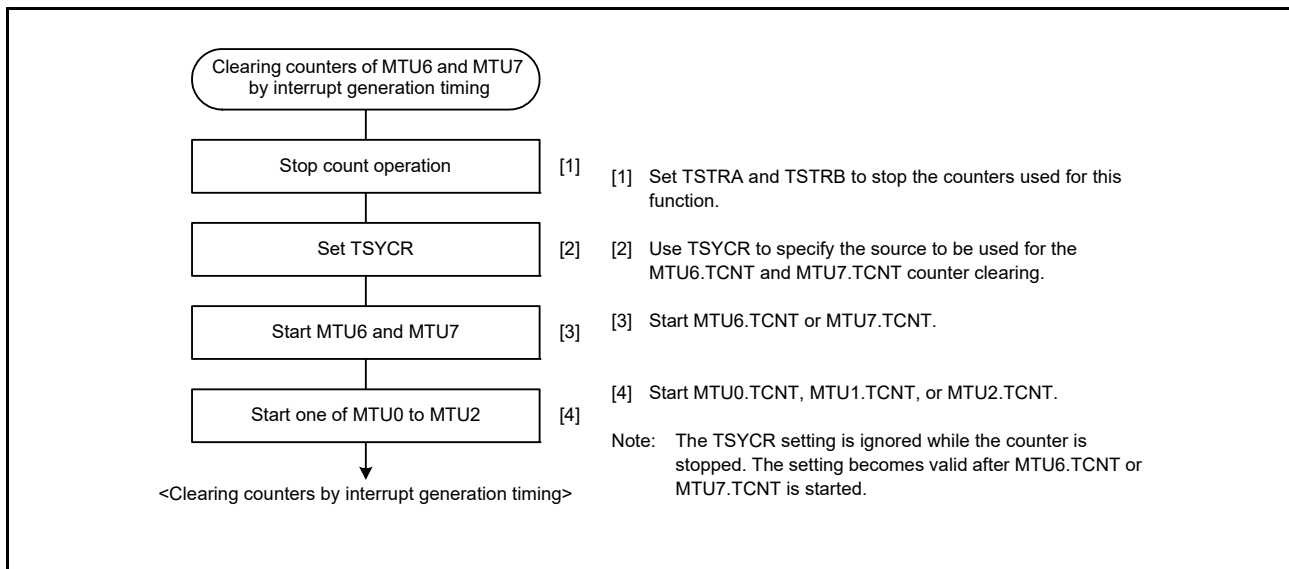 Clearing counters of MTU6 and MTU7
by interrupt generation timing
Stop count operation
[1]
Set TSYCR
[2]
Start MTU6 and MTU7
[3]
Start one of MTU0 to MTU2
[4]
<Clearing counters by interrupt generation timing>
[1] Set TSTRA and TSTRB to stop the counters used for this
function.
[2] Use TSYCR to specify the source to be used for the
MTU6.TCNT and MTU7.TCNT counter clearing.
[3] Start MTU6.TCNT or MTU7.TCNT.
[4] Start MTU0.TCNT, MTU1.TCNT, or MTU2.TCNT.
Note: The TSYCR setting is ignored while the counter is
stopped. The setting becomes valid after MTU6.TCNT or
MTU7.TCNT is started.